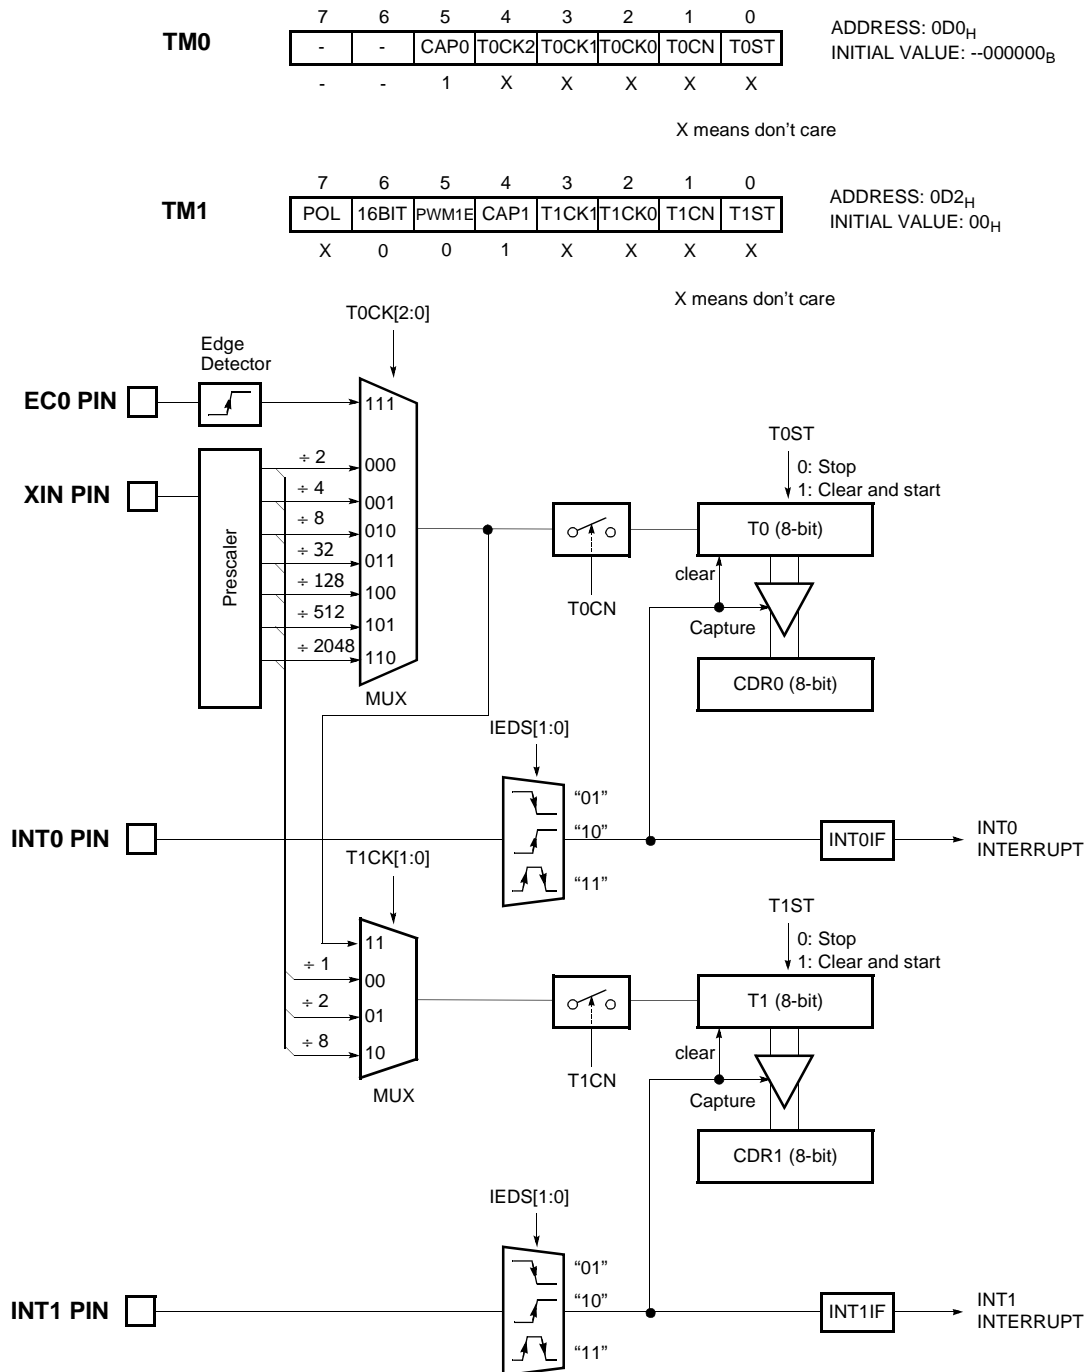 7 6 5 4 3 2 1 0
TM0
- - CAP0 T0CK2 T0CK1 T0CK0 T0CN T0ST
- - 1 X X X X X
ADDRESS: 0D0H
INITIAL VALUE: --000000B
X means don't care
7 6 5 4 3 2 1 0
TM1
POL 16BIT PWM1E CAP1 T1CK1 T1CK0 T1CN T1ST
X 0 0 1 X X X X
ADDRESS: 0D2H
INITIAL VALUE: 00H
X means don't care
T0CK[2:0]
Edge
Detector
EC0 PIN
111
T0ST
0: Stop
1: Clear and start
XIN PIN
Prescaler
÷ 2
000
÷ 4
001
÷ 8
010
÷ 32
011
÷ 128
100
÷ 512
101
÷ 2048
110
MUX
T0CN
T0 (8-bit)
clear
Capture
CDR0 (8-bit)
IEDS[1:0]
INT0 PIN
"01"
"10"
"11"
INT0IF
INT0
INTERRUPT
T1CK[1:0]
11
÷ 1
00
÷ 2
01
÷ 8
10
MUX
T1CN
T1ST
0: Stop
1: Clear and start
T1 (8-bit)
clear
Capture
CDR1 (8-bit)
IEDS[1:0]
INT1 PIN
"01"
"10"
"11"
INT1IF
INT1
INTERRUPT